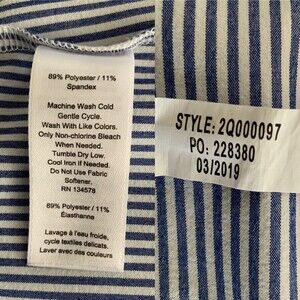 89% Polyester / 11%
Spandex
Machine Wash Cold
Gentle Cycle.
Wash With Like Colors.
Only Non-chlorine Bleach
When Needed.
Tumble Dry Low.
Cool Iron If Needed.
Do Not Use Fabric
Softener.
RN 134578
89% Polyester / 11%
Élasthanne
Lavage à l'eau froide,
cycle textiles delicats.
Laver avec des couleurs
STYLE: 2Q000097
PO: 228380
03/2019